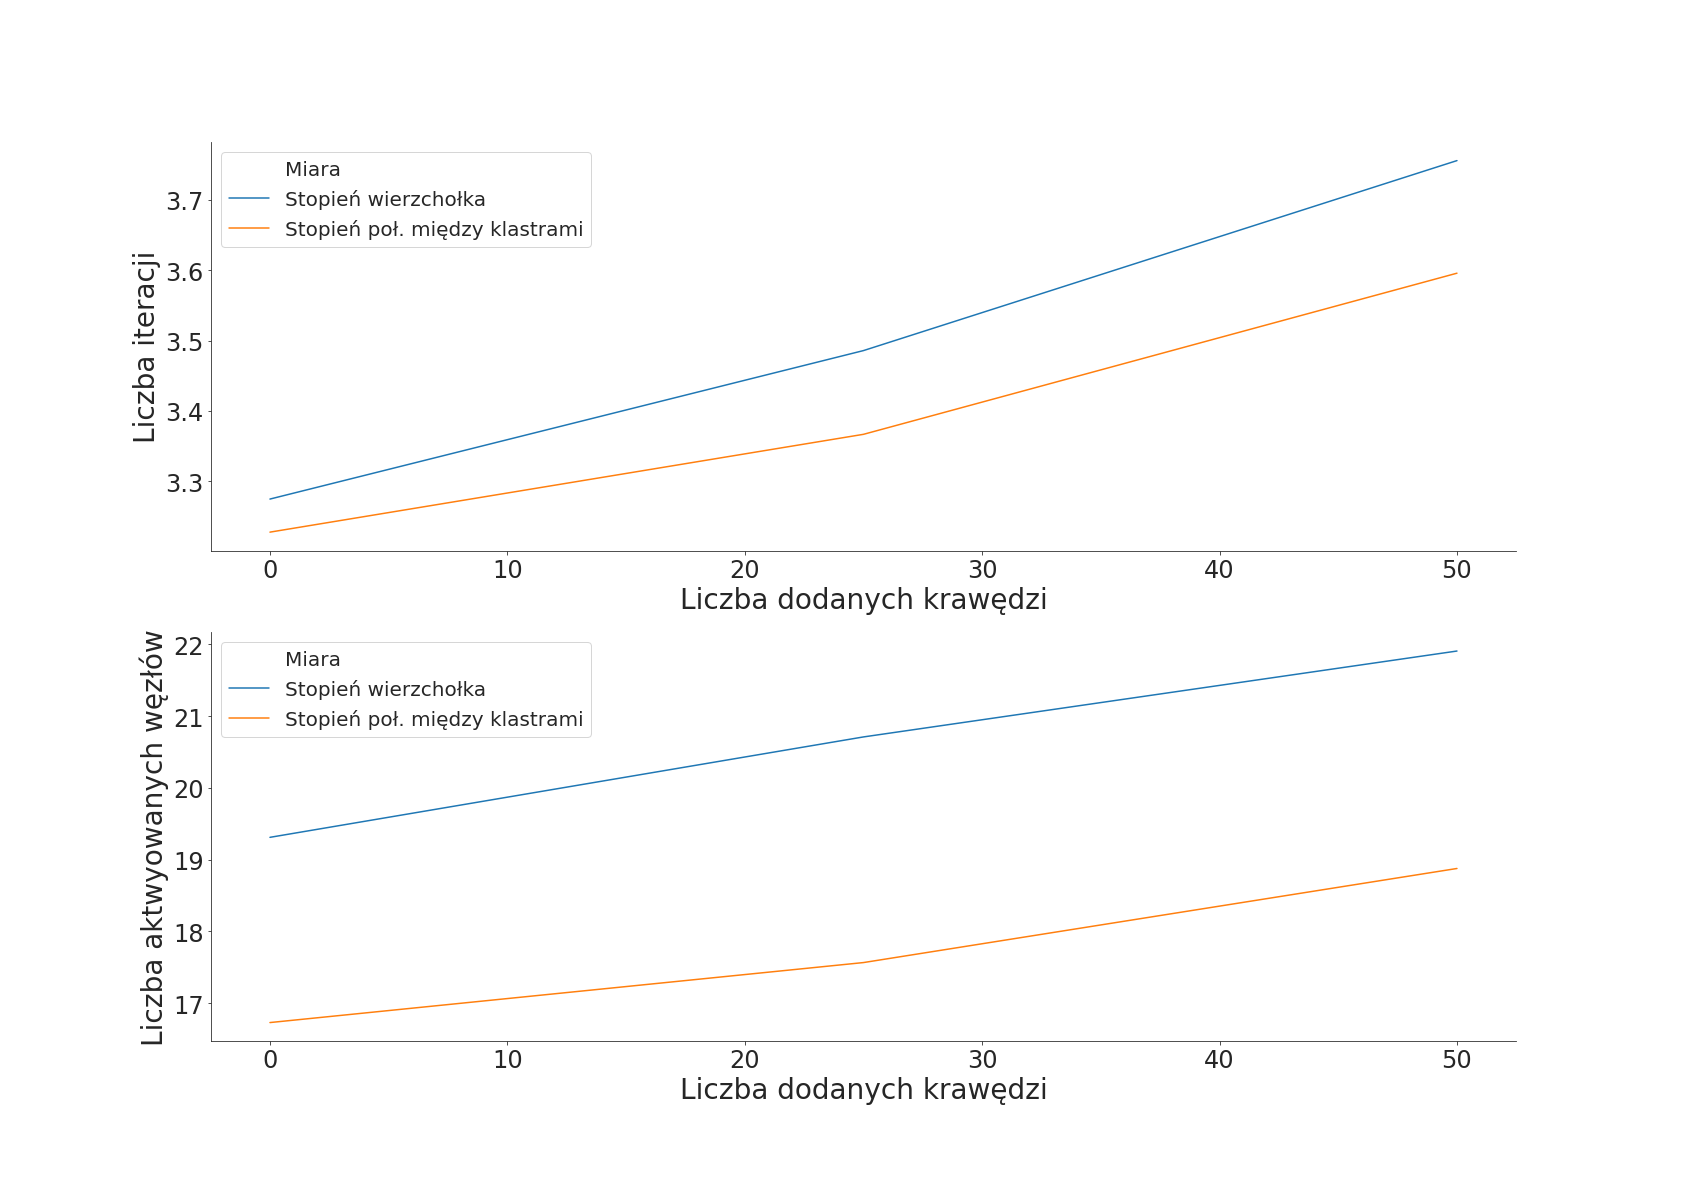 Miara
Stopień wierzchołka
Stopień poł. między klastrami
Liczba iteracji
3.7
3.6
3.5
3.4
3.3
0 10 20 30 40 50
Liczba dodanych krawędzi
Miara
Stopień wierzchołka
Stopień poł. między klastrami
Liczba aktwyowanych węzłów
22
21
20
19
18
17
0 10 20 30 40 50
Liczba dodanych krawędzi